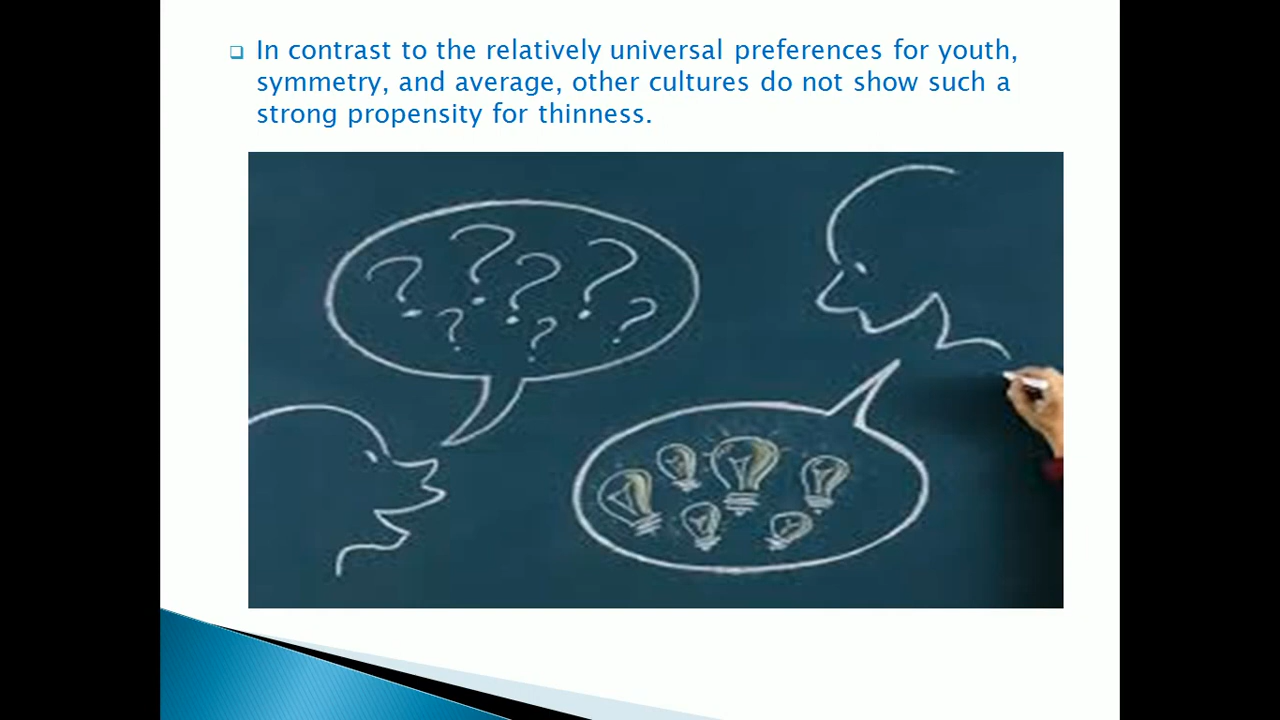 In contrast to the relatively universal preferences for youth,
symmetry, and average, other cultures do not show such a
strong propensity for thinness.
? ? ? ? ? ? ?